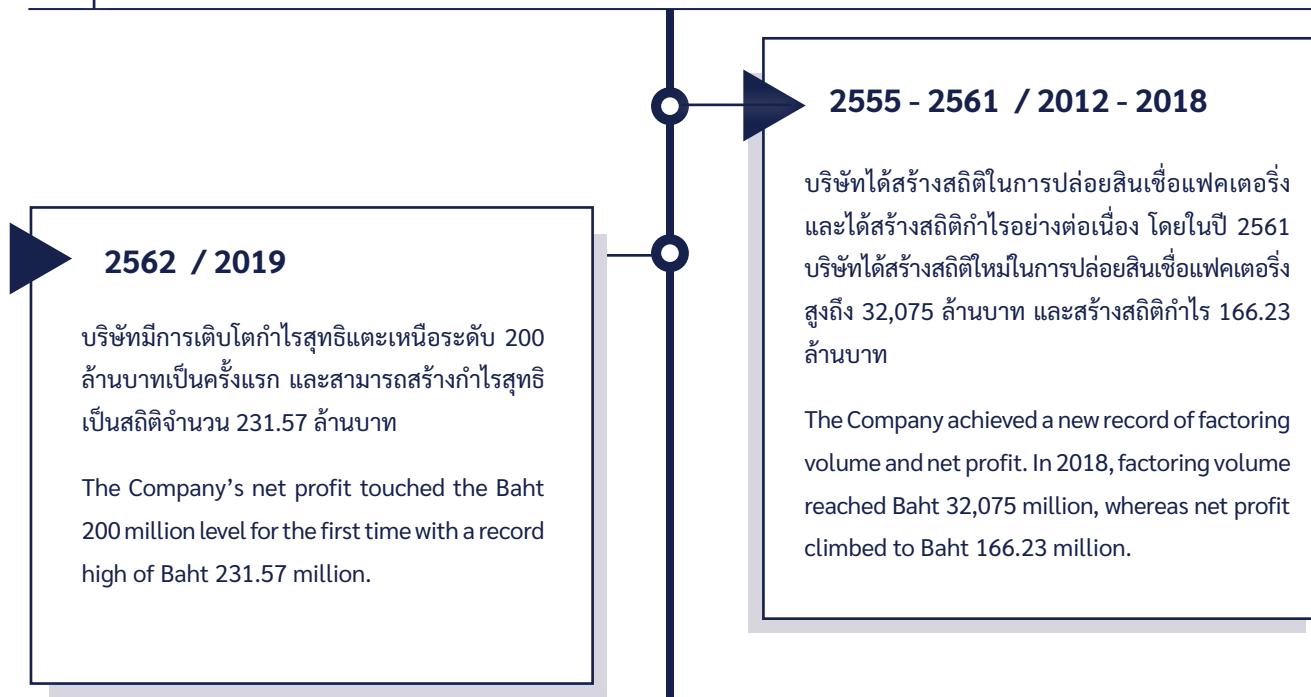 2555 - 2561 / 2012 - 2018
บริษัทได้สร้างสถิติในการปล่อยสินเชื่อแฟคเตอริ่ง
และได้สร้างสถิติกำไรอย่างต่อเนื่อง โดยในปี 2561
บริษัทได้สร้างสถิติใหม่ในการปล่อยสินเชื่อแฟคเตอริ่ง
สูงถึง 32,075 ล้านบาท และสร้างสถิติกำไร 166.23
ล้านบาท
The Company achieved a new record of factoring
volume and net profit. In 2018, factoring volume
reached Baht 32,075 million, whereas net profit
climbed to Baht 166.23 million.
2562 / 2019
บริษัทมีการเติบโตกำไรสุทธิแตะเหนือระดับ 200
ล้านบาทเป็นครั้งแรก และสามารถสร้างกำไรสุทธิ
เป็นสถิติจำนวน 231.57 ล้านบาท
The Company’s net profit touched the Baht
200 million level for the first time with a record
high of Baht 231.57 million.